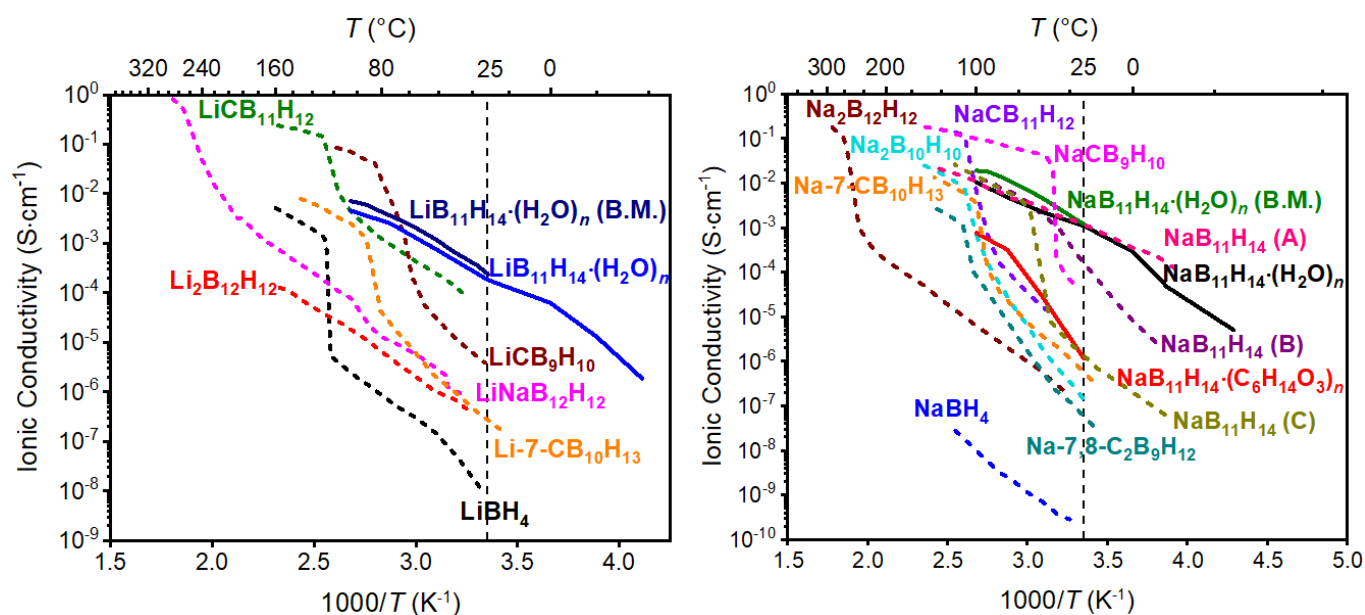 T (°C)
320 240 160 80 25 0
10⁰
10⁻¹
10⁻²
10⁻³
10⁻⁴
10⁻⁵
10⁻⁶
10⁻⁷
10⁻⁸
10⁻⁹
Ionic Conductivity (S·cm⁻¹)
LiCB₁₁H₁₂
LiB₁₁H₁₄·(H₂O)ₙ (B.M.)
LiB₁₁H₁₄·(H₂O)ₙ
Li₂B₁₂H₁₂
LiCB₉H₁₀
LiNaB₁₂H₁₂
Li-7-CB₁₀H₁₃
LiBH₄
1.5 2.0 2.5 3.0 3.5 4.0
1000/T (K⁻¹)
T (°C)
300 200 100 25 0
10⁰
10⁻¹
10⁻²
10⁻³
10⁻⁴
10⁻⁵
10⁻⁶
10⁻⁷
10⁻⁸
10⁻⁹
10⁻¹⁰
Ionic Conductivity (S·cm⁻¹)
Na₂B₁₂H₁₂
NaCB₁₁H₁₂
Na₂B₁₀H₁₀
NaCB₉H₁₀
Na-7-CB₁₀H₁₃
NaB₁₁H₁₄·(H₂O)ₙ (B.M.)
NaB₁₁H₁₄ (A)
NaB₁₁H₁₄·(H₂O)ₙ
NaB₁₁H₁₄ (B)
NaB₁₁H₁₄·(C₆H₁₄O₃)ₙ
NaBH₄
NaB₁₁H₁₄ (C)
Na-7,8-C₂B₉H₁₂
1.5 2.0 2.5 3.0 3.5 4.0 4.5 5.0
1000/T (K⁻¹)